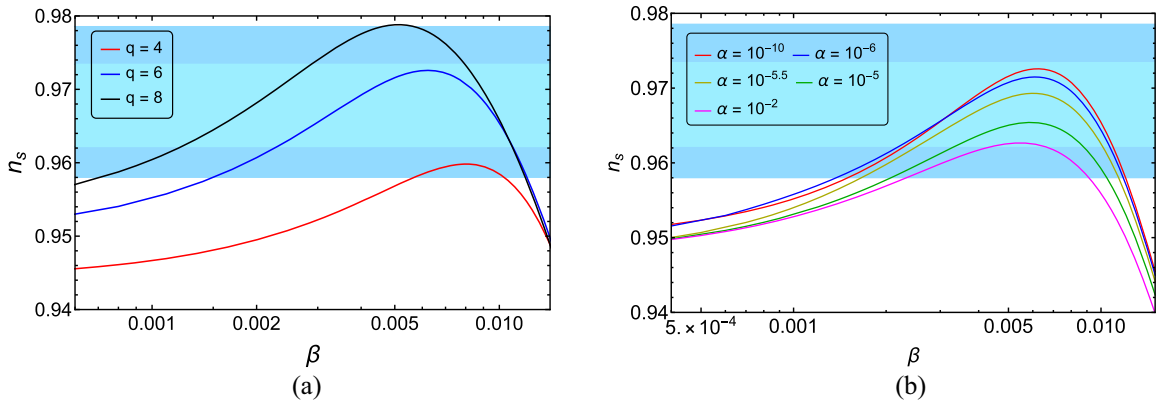 0.98
0.97
0.96
0.95
0.94
n_s
q = 4
q = 6
q = 8
0.001
0.002
0.005
0.010
β
(a)
0.98
0.97
0.96
0.95
0.94
n_s
α = 10^{-10} α = 10^{-6}
α = 10^{-5.5} α = 10^{-5}
α = 10^{-2}
5.×10^{-4}
0.001
0.005
0.010
β
(b)